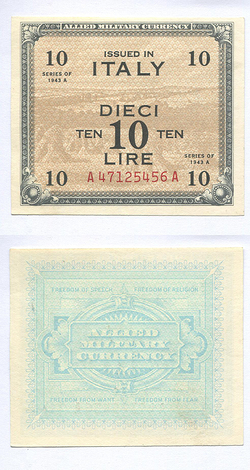 ALLIED MILITARY CURRENCY
10 ISSUED IN 10
SERIES OF 1943 A
ITALY
DIECI
TEN 10 TEN
LIRE
SERIES OF 1943 A
10 A 47125456 A 10
FREEDOM OF SPEECH FREEDOM OF RELIGION
ALLIED
MILITARY
CURRENCY
FREEDOM FROM WANT FREEDOM FROM FEAR